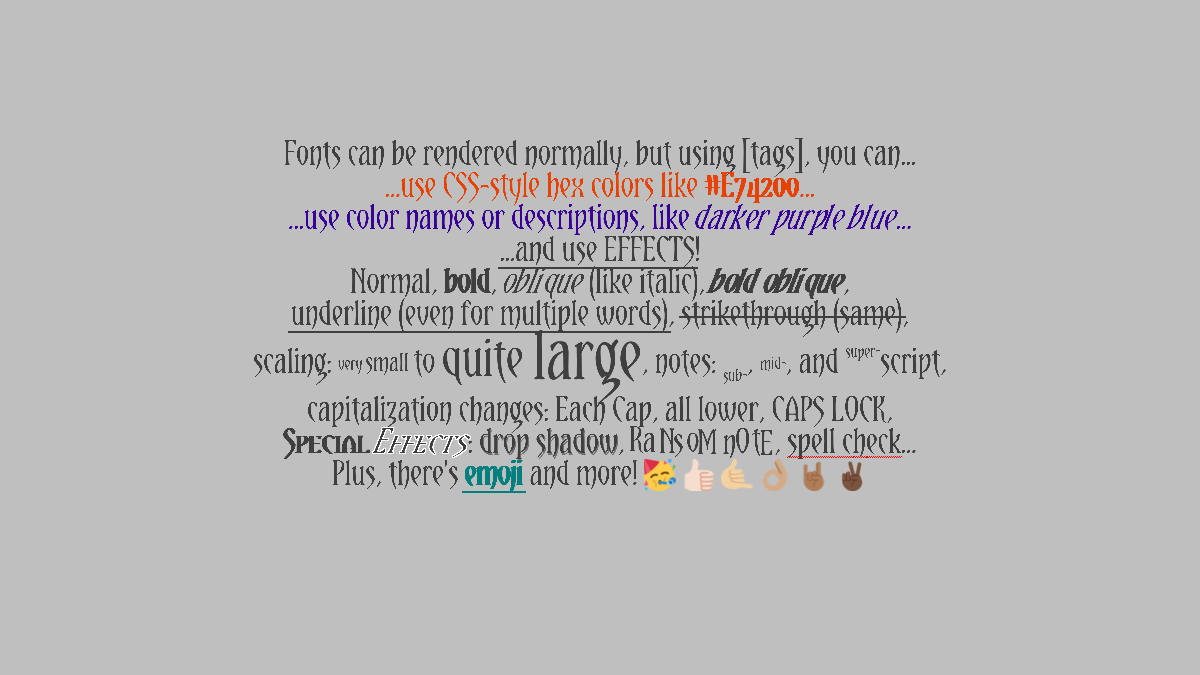 Fonts can be rendered normally, but using [tags], you can...
...use CSS-style hex colors like #E74200...
...use color names or descriptions, like darker purple blue...
...and use EFFECTS!
Normal, bold, oblique (like italic), bold oblique,
underline (even for multiple words), strikethrough (same),
scaling: very small to quite large, notes: sub-, mid-, and super-script,
capitalization changes: Each Cap, all lower, CAPS LOCK,
Special Effects: drop shadow, RaNsoM nOtE, spell check...
Plus, there's emoji and more! 🥳👍🏻🤙🏼👌🏽🤘🏾✌🏿